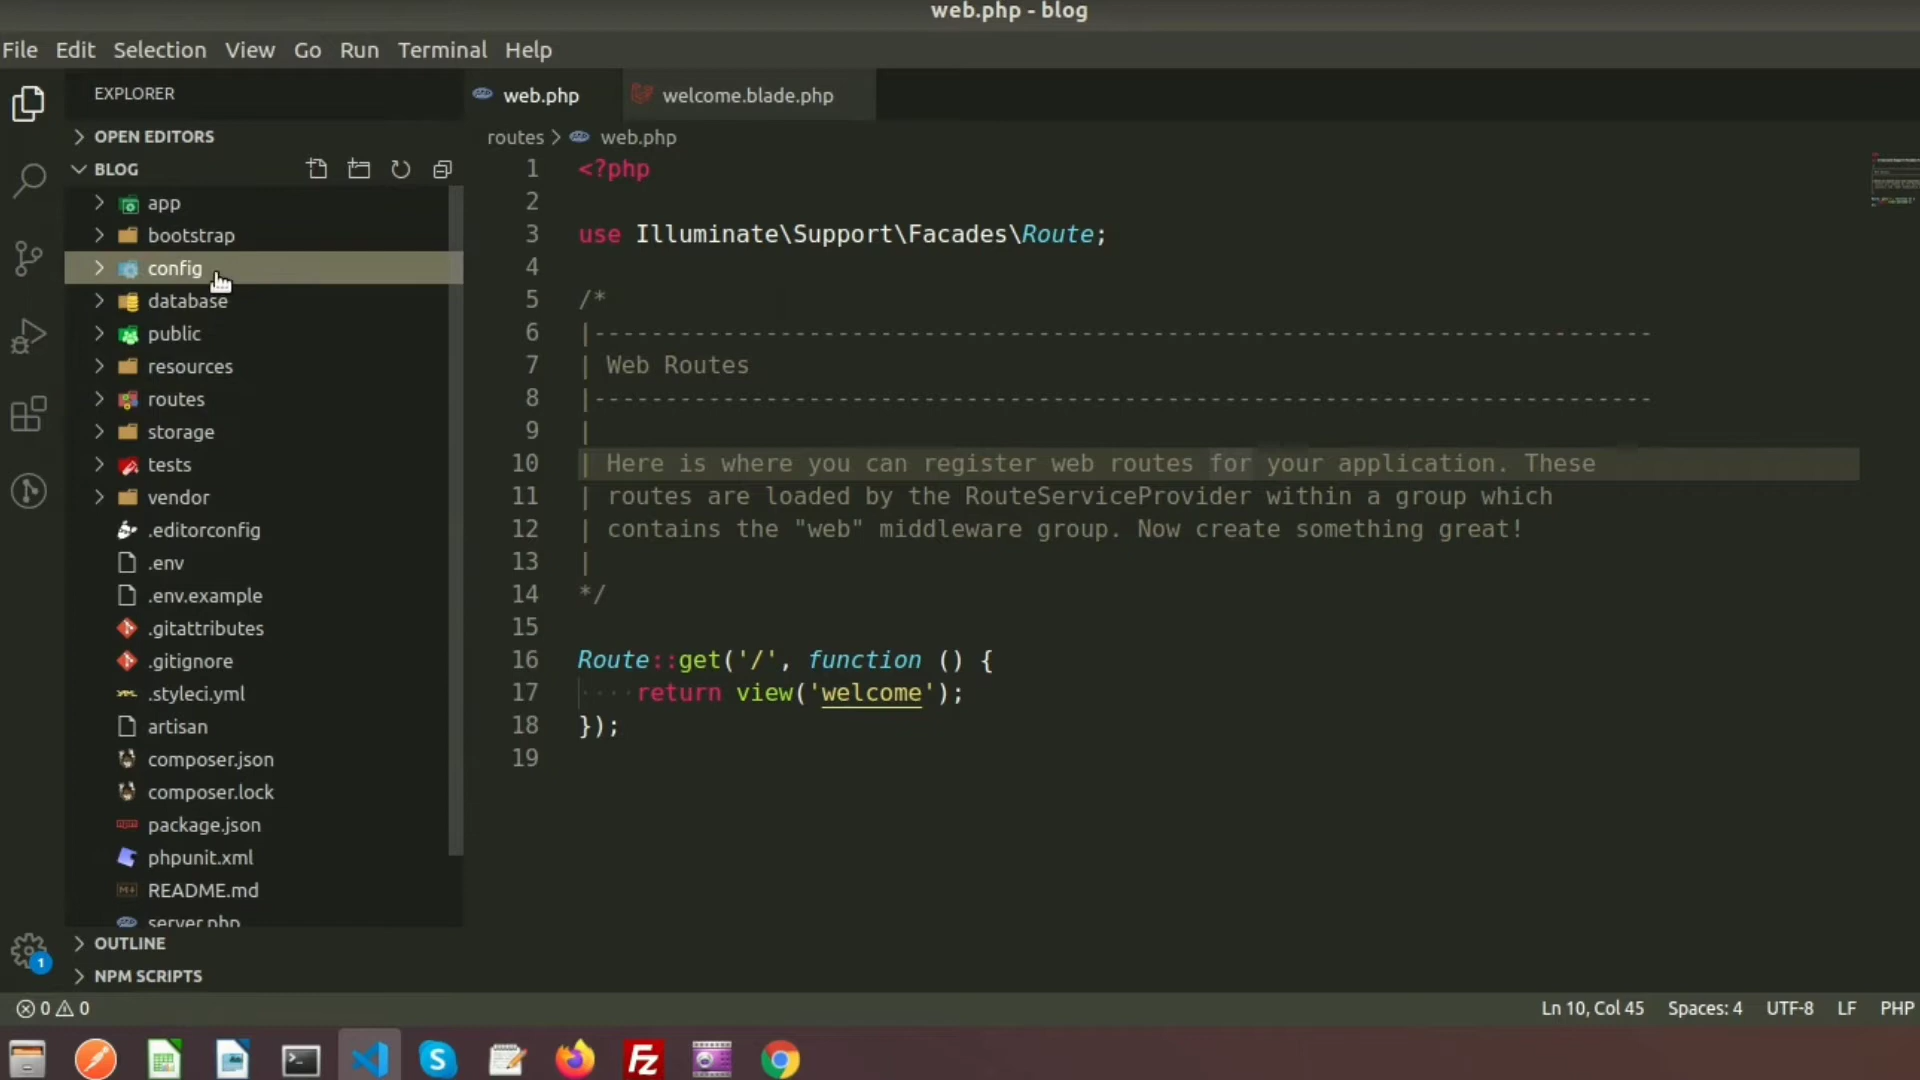 web.php - blog
File Edit Selection View Go Run Terminal Help
EXPLORER
OPEN EDITORS
BLOG
app
bootstrap
config
database
public
resources
routes
storage
tests
vendor
.editorconfig
.env
.env.example
.gitattributes
.gitignore
.styleci.yml
artisan
composer.json
composer.lock
package.json
phpunit.xml
README.md
server.php
OUTLINE
NPM SCRIPTS
web.php welcome.blade.php
routes > web.php
1 <?php
2
3 use Illuminate\Support\Facades\Route;
4
5 /*
6 |--------------------------------------------------------------------------
7 | Web Routes
8 |--------------------------------------------------------------------------
9 |
10 | Here is where you can register web routes for your application. These
11 | routes are loaded by the RouteServiceProvider within a group which
12 | contains the "web" middleware group. Now create something great!
13 |
14 */
15
16 Route::get('/', function () {
17 ····return view('welcome');
18 });
19
1
0 0
Ln 10, Col 45 Spaces: 4 UTF-8 LF PHP